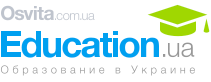 Osvita.com.ua
Education.ua
Образование в Украине